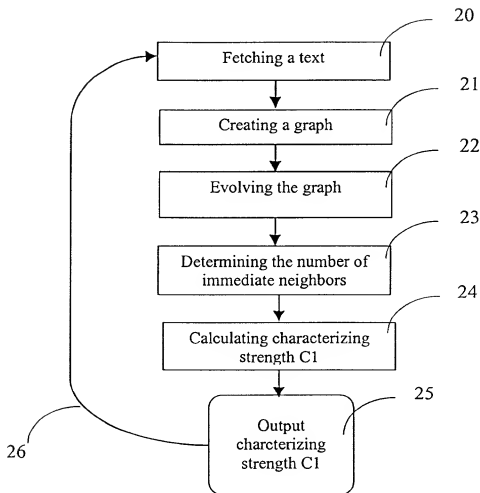 20
Fetching a text
21
Creating a graph
22
Evolving the graph
23
Determining the number of
immediate neighbors
24
Calculating characterizing
strength C1
25
Output
charcterizing
strength C1
26